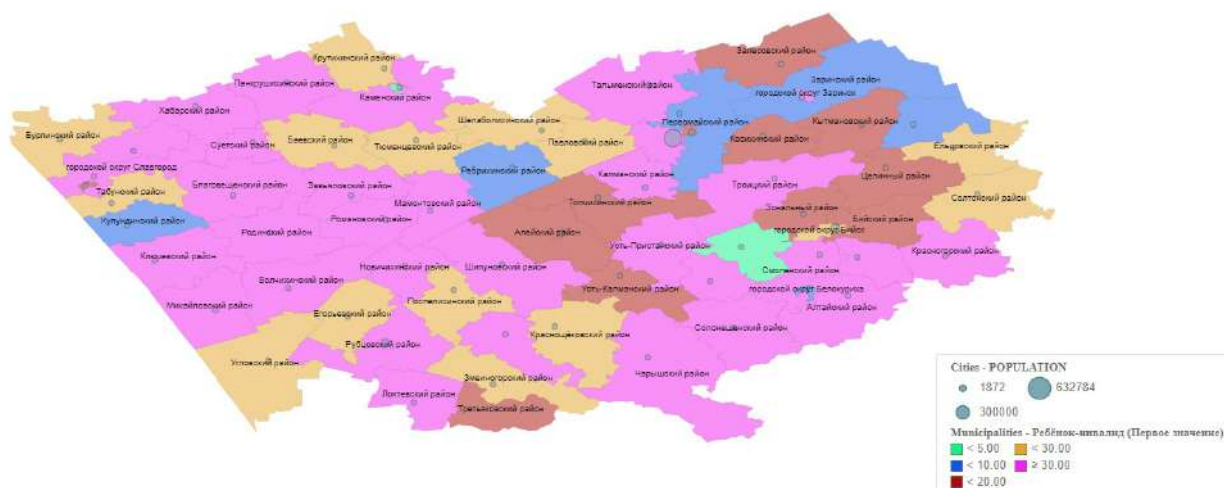 Крутихинский район
Залесовский район
Панкрушихинский район
Тальменский район
Заринский район
Каменский район
городской округ Заринск
Хабарский район
Шелаболихинский район
Первомайский район
Кытмановский район
Бурлинский район
Суетский район
Баевский район
Тюменцевский район
Павловский район
Косихинский район
Ельцовский район
городской округ Славгород
Ребрихинский район
Калманский район
Троицкий район
Целинный район
Табунский район
Благовещенский район
Завьяловский район
Мамонтовский район
Топчихинский район
Солтонский район
Кулундинский район
Романовский район
Зональный район
Бийский район
Родинский район
Алейский район
городской округ Бийск
Усть-Пристанский район
Красногорский район
Ключевский район
Новичихинский район
Шипуновский район
Смоленский район
Волчихинский район
Усть-Калманский район
городской округ Белокуриха
Михайловский район
Поспелихинский район
Алтайский район
Егорьевский район
Краснощёковский район
Солонешенский район
Рубцовский район
Угловский район
Змеиногорский район
Чарышский район
Локтевский район
Третьяковский район
Cities - POPULATION
1872 632784
300000
Municipalities - Ребёнок-инвалид (Первое значение)
< 5.00 < 30.00
< 10.00 ≥ 30.00
< 20.00